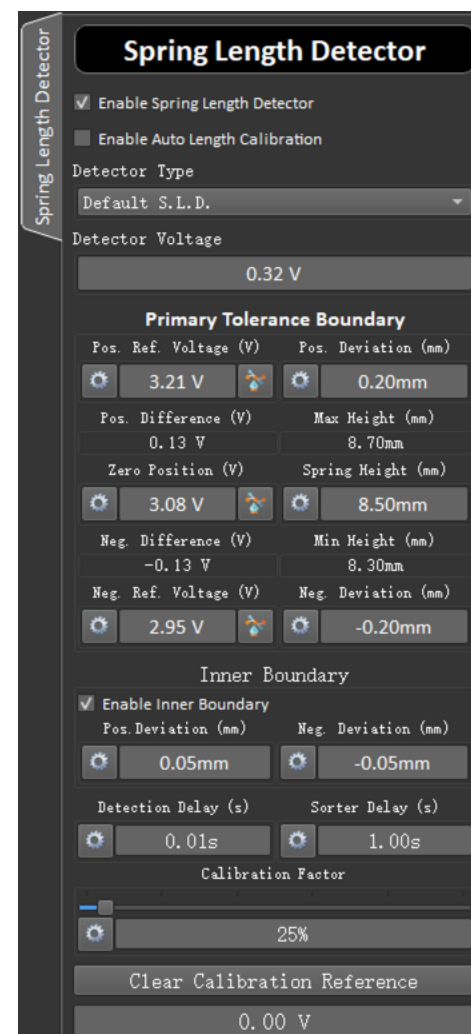 Spring Length Detector
Spring Length Detector
Enable Spring Length Detector
Enable Auto Length Calibration
Detector Type
Default S.L.D.
Detector Voltage
0.32 V
Primary Tolerance Boundary
Pos. Ref. Voltage (V) Pos. Deviation (mm)
3.21 V 0.20mm
Pos. Difference (V) Max Height (mm)
0.13 V 8.70mm
Zero Position (V) Spring Height (mm)
3.08 V 8.50mm
Neg. Difference (V) Min Height (mm)
-0.13 V 8.30mm
Neg. Ref. Voltage (V) Neg. Deviation (mm)
2.95 V -0.20mm
Inner Boundary
Enable Inner Boundary
Pos.Deviation (mm) Neg. Deviation (mm)
0.05mm -0.05mm
Detection Delay (s) Sorter Delay (s)
0.01s 1.00s
Calibration Factor
25%
Clear Calibration Reference
0.00 V